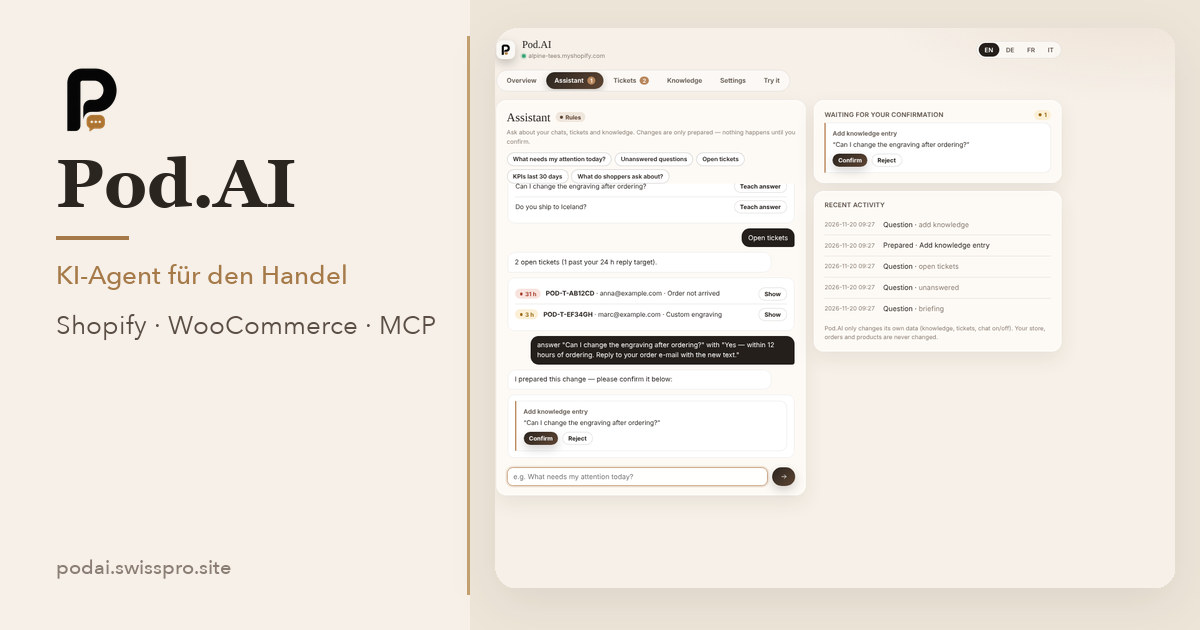 Pod.AI
KI-Agent für den Handel
Shopify · WooCommerce · MCP
podai.swisspro.site
Pod.AI
alpine-tees.myshopify.com
EN DE FR IT
Overview Assistant 1 Tickets 2 Knowledge Settings Try it
Assistant Rules
Ask about your chats, tickets and knowledge. Changes are only prepared — nothing happens until you
confirm.
What needs my attention today? Unanswered questions Open tickets
KPIs last 30 days What do shoppers ask about?
Can I change the engraving after ordering? Teach answer
Do you ship to Iceland? Teach answer
Open tickets
2 open tickets (1 past your 24 h reply target).
31 h POD-T-AB12CD · anna@example.com · Order not arrived Show
3 h POD-T-EF34GH · marc@example.com · Custom engraving Show
answer "Can I change the engraving after ordering?" with "Yes — within 12
hours of ordering. Reply to your order e-mail with the new text."
I prepared this change — please confirm it below:
Add knowledge entry
"Can I change the engraving after ordering?"
Confirm Reject
e.g. What needs my attention today?
WAITING FOR YOUR CONFIRMATION 1
Add knowledge entry
"Can I change the engraving after ordering?"
Confirm Reject
RECENT ACTIVITY
2026-11-20 09:27 Question · add knowledge
2026-11-20 09:27 Prepared · Add knowledge entry
2026-11-20 09:27 Question · open tickets
2026-11-20 09:27 Question · unanswered
2026-11-20 09:27 Question · briefing
Pod.AI only changes its own data (knowledge, tickets, chat on/off). Your store,
orders and products are never changed.